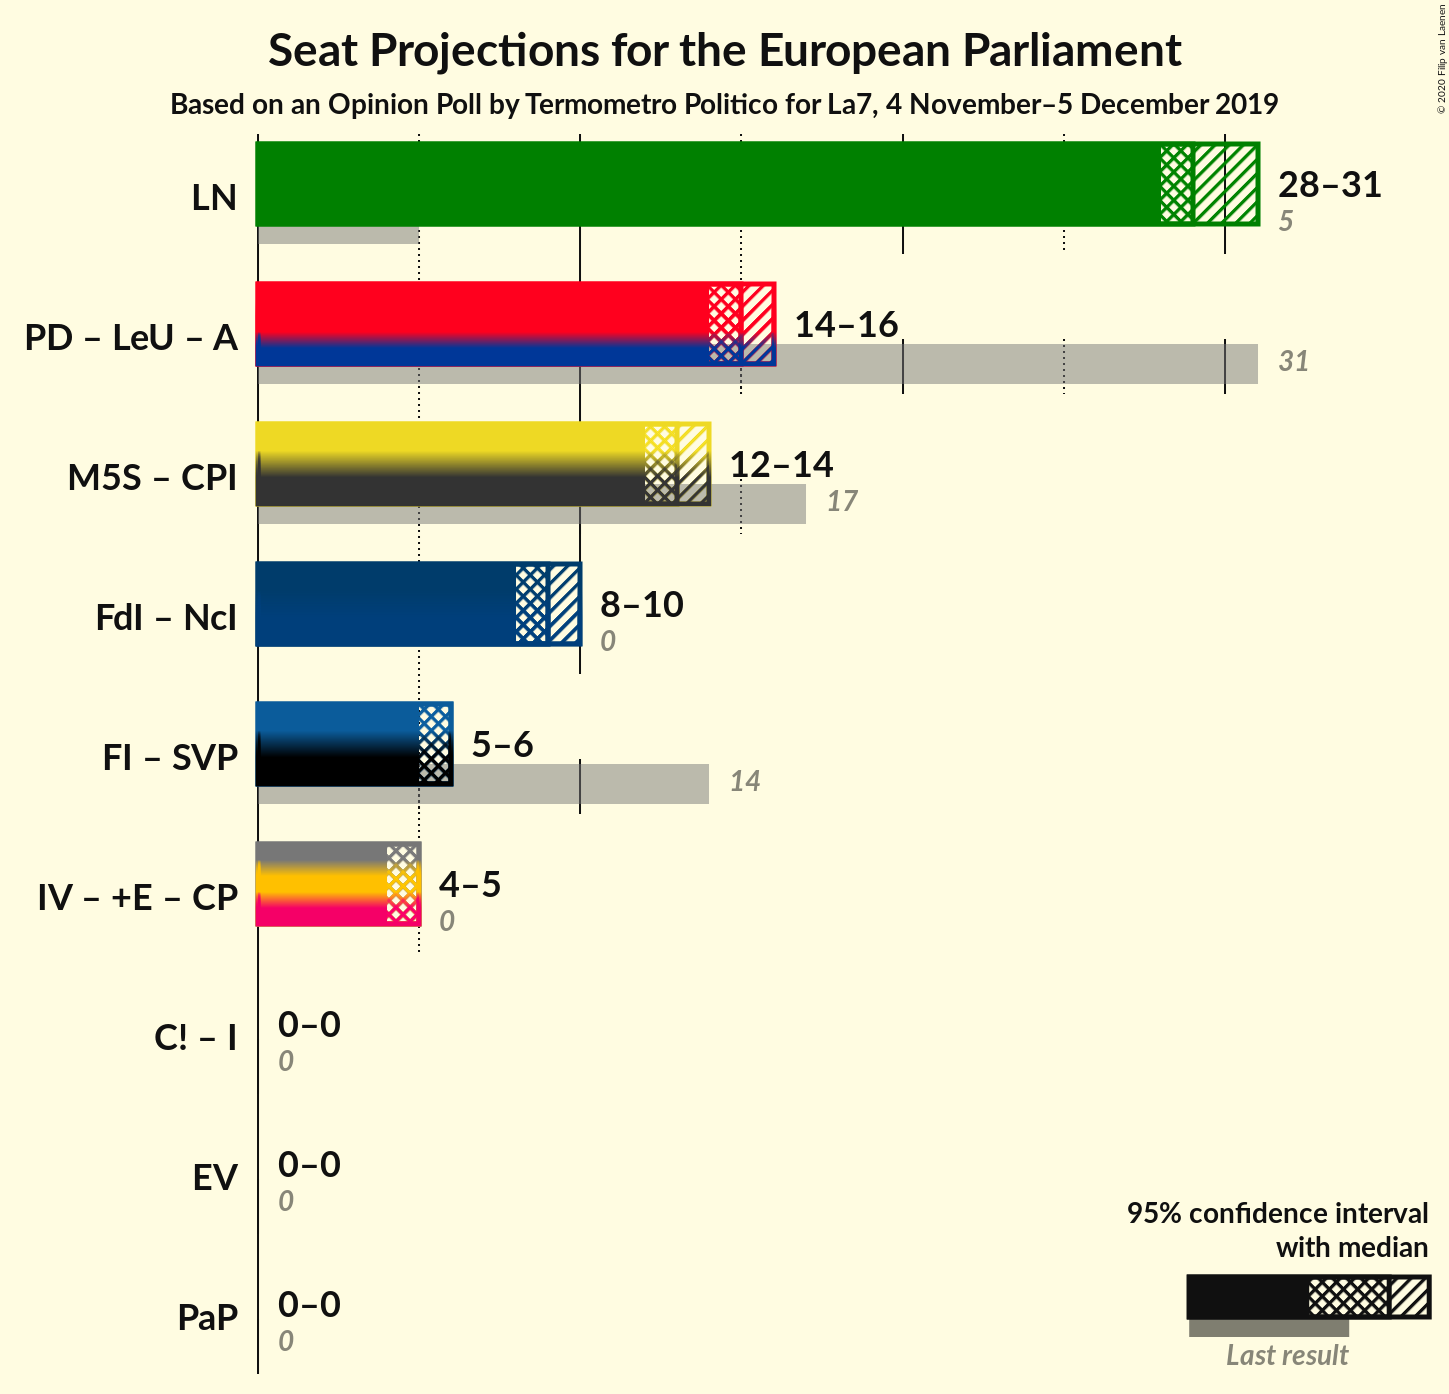 Seat Projections for the European Parliament
Based on an Opinion Poll by Termometro Politico for La7, 4 November–5 December 2019
© 2020 Filip van Laenen
LN
28–31
5
PD – LeU – A
14–16
31
M5S – CPI
12–14
17
FdI – NcI
8–10
0
FI – SVP
5–6
14
IV – +E – CP
4–5
0
C! – I
0–0
0
EV
0–0
0
PaP
0–0
0
95% confidence interval
with median
Last result